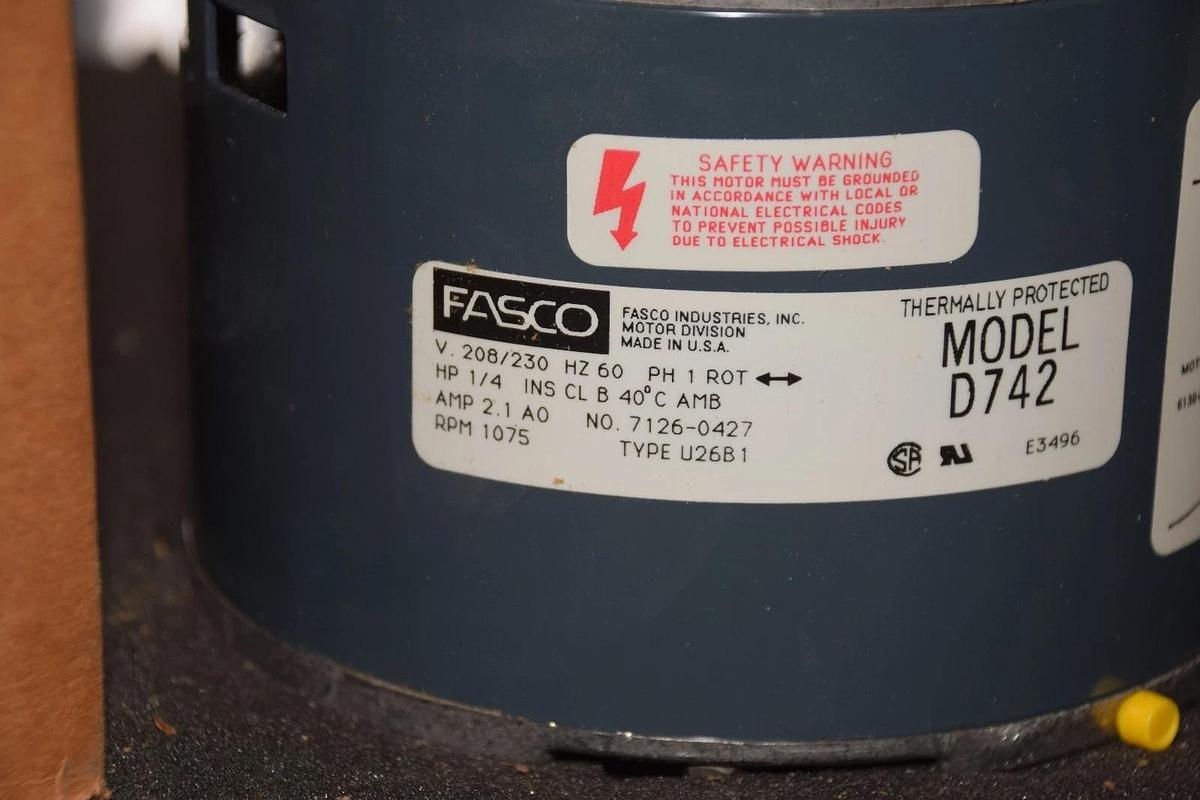 SAFETY WARNING
THIS MOTOR MUST BE GROUNDED
IN ACCORDANCE WITH LOCAL OR
NATIONAL ELECTRICAL CODES
TO PREVENT POSSIBLE INJURY
DUE TO ELECTRICAL SHOCK.
FASCO
FASCO INDUSTRIES, INC.
MOTOR DIVISION
MADE IN U.S.A.
V. 208/230 HZ 60 PH 1 ROT ↔
HP 1/4 INS CL B 40°C AMB
AMP 2.1 AO NO. 7126-0427
RPM 1075 TYPE U26B1
THERMALLY PROTECTED
MODEL
D742
E3496